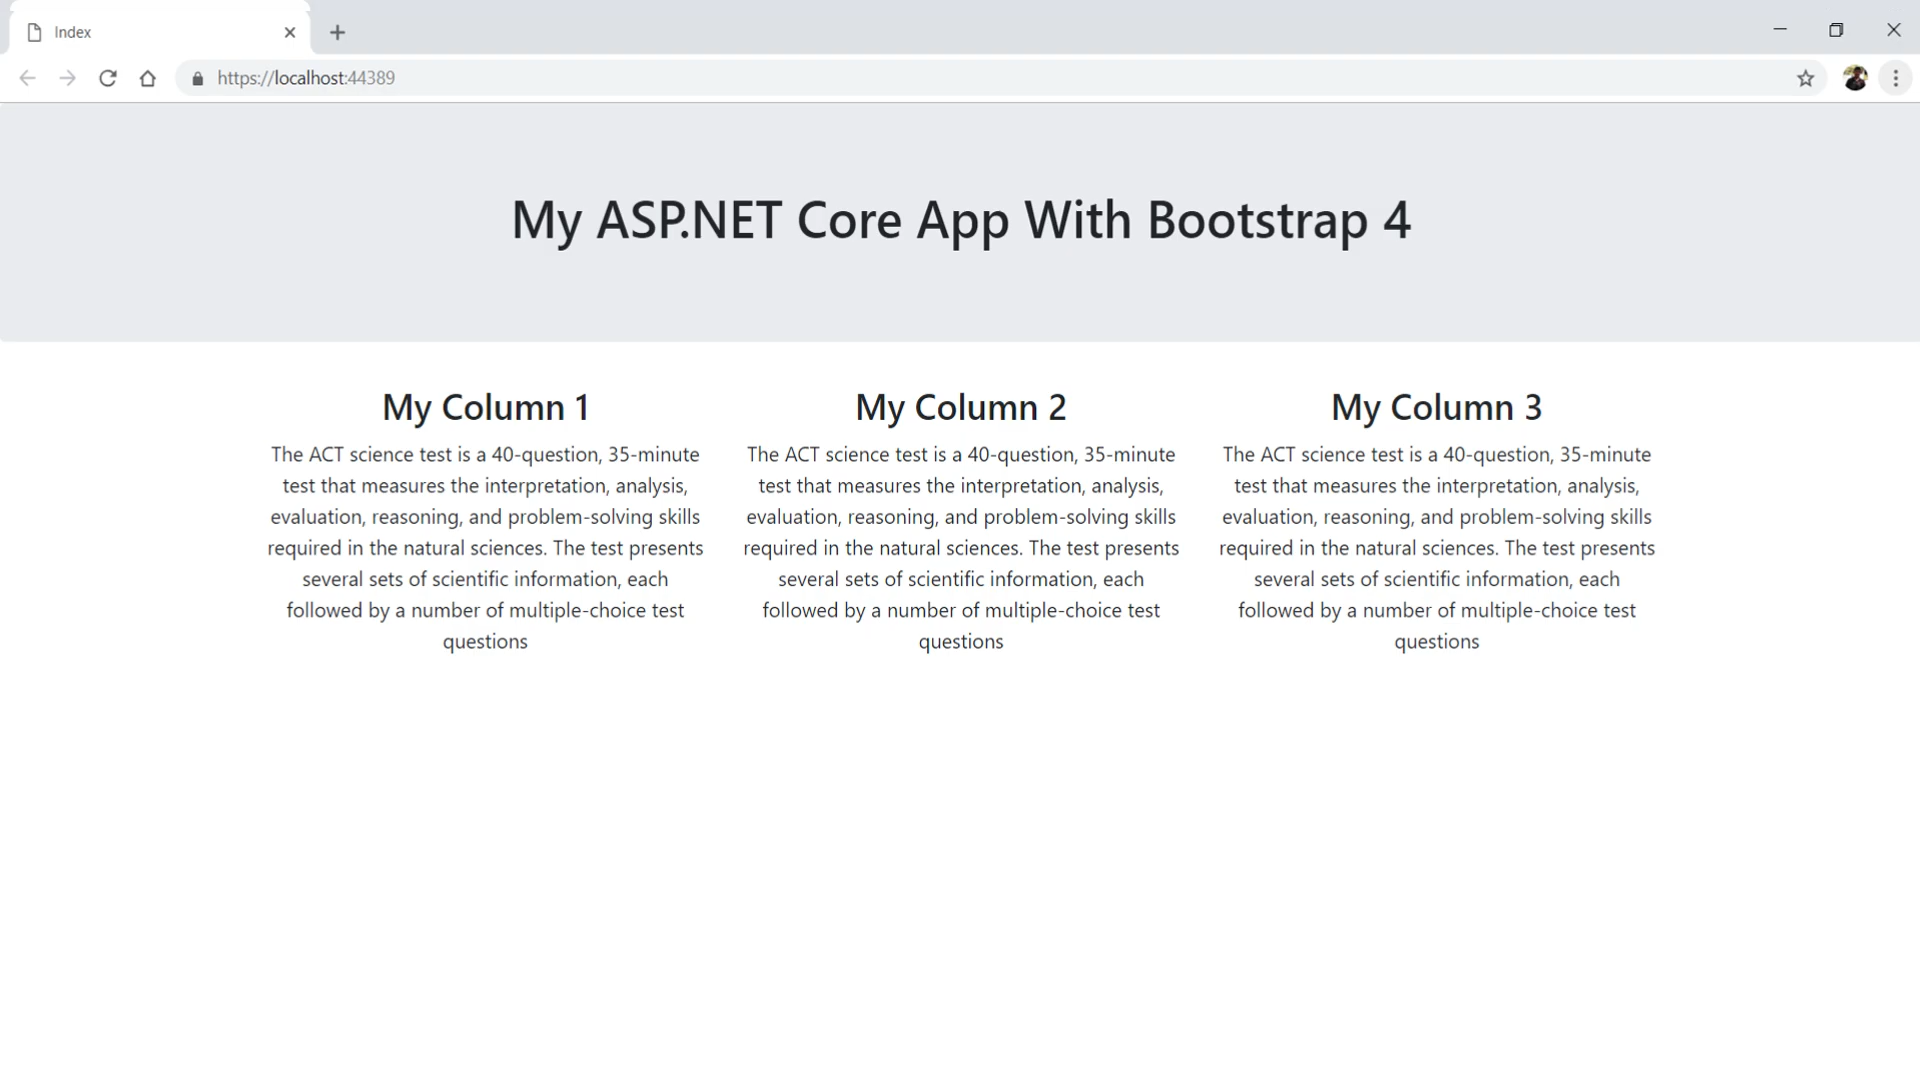 Index
https://localhost:44389
My ASP.NET Core App With Bootstrap 4
My Column 1
The ACT science test is a 40-question, 35-minute
test that measures the interpretation, analysis,
evaluation, reasoning, and problem-solving skills
required in the natural sciences. The test presents
several sets of scientific information, each
followed by a number of multiple-choice test
questions
My Column 2
The ACT science test is a 40-question, 35-minute
test that measures the interpretation, analysis,
evaluation, reasoning, and problem-solving skills
required in the natural sciences. The test presents
several sets of scientific information, each
followed by a number of multiple-choice test
questions
My Column 3
The ACT science test is a 40-question, 35-minute
test that measures the interpretation, analysis,
evaluation, reasoning, and problem-solving skills
required in the natural sciences. The test presents
several sets of scientific information, each
followed by a number of multiple-choice test
questions